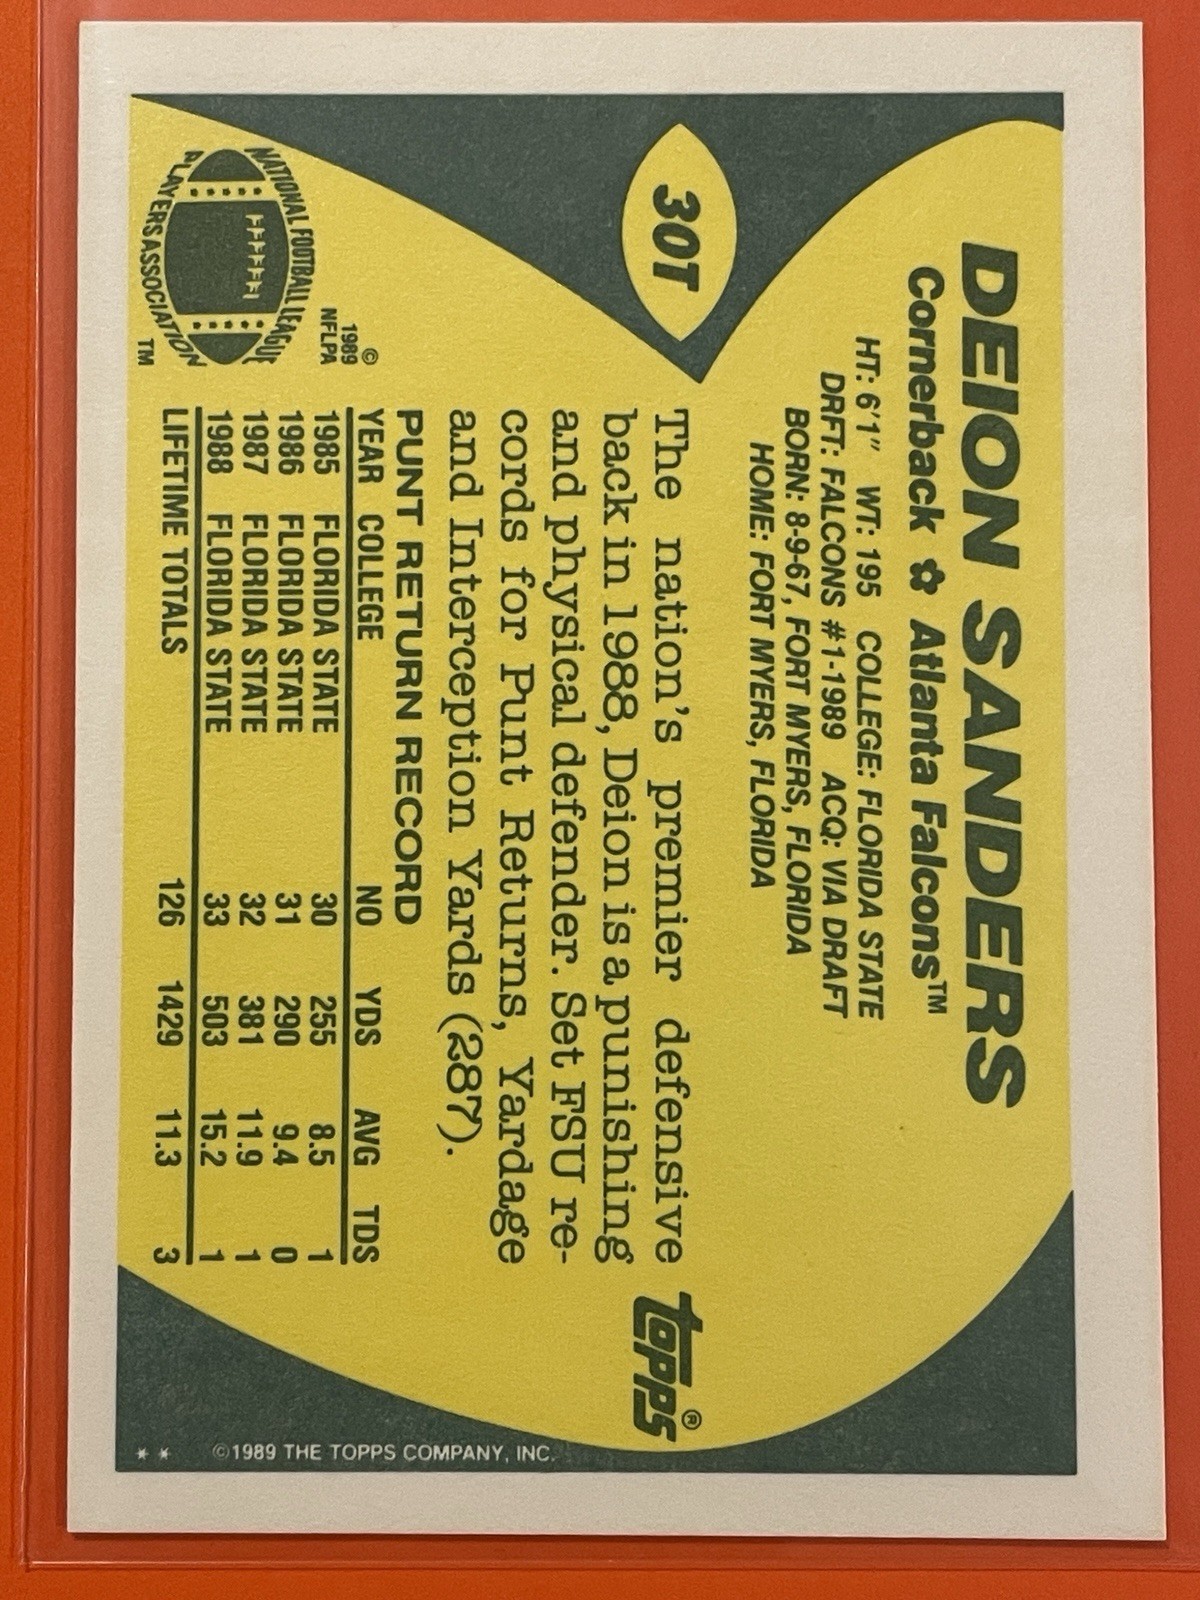 30T
DEION SANDERS
Cornerback ✿ Atlanta Falcons™
HT: 6'1" WT: 195 COLLEGE: FLORIDA STATE
DRFT: FALCONS #1-1989 ACQ: VIA DRAFT
BORN: 8-9-67, FORT MYERS, FLORIDA
HOME: FORT MYERS, FLORIDA
The nation's premier defensive
back in 1988, Deion is a punishing
and physical defender. Set FSU re-
cords for Punt Returns, Yardage
and Interception Yards (287).
PUNT RETURN RECORD
YEAR COLLEGE NO YDS AVG TDS
1985 FLORIDA STATE 30 255 8.5 1
1986 FLORIDA STATE 31 290 9.4 0
1987 FLORIDA STATE 32 381 11.9 1
1988 FLORIDA STATE 33 503 15.2 1
LIFETIME TOTALS 126 1429 11.3 3
NATIONAL FOOTBALL LEAGUE
PLAYERS ASSOCIATION
TM
©
1989
NFLPA
TOPPS®
** ©1989 THE TOPPS COMPANY, INC.